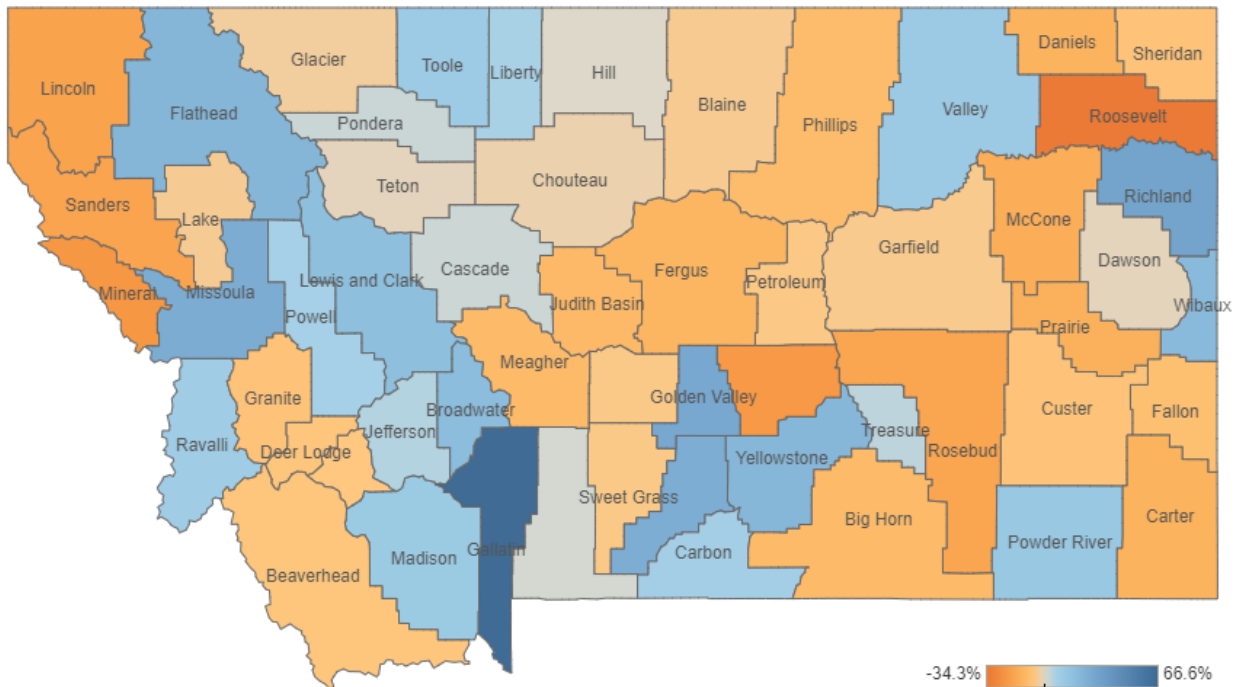 Lincoln
Flathead
Glacier
Toole
Liberty
Hill
Blaine
Phillips
Valley
Daniels
Sheridan
Roosevelt
Pondera
Teton
Chouteau
Richland
Sanders
Lake
McCone
Garfield
Dawson
Mineral
Missoula
Lewis and Clark
Cascade
Fergus
Petroleum
Judith Basin
Powell
Wibaux
Prairie
Meagher
Granite
Golden Valley
Broadwater
Custer
Fallon
Ravalli
Deer Lodge
Jefferson
Treasure
Yellowstone
Rosebud
Sweet Grass
Big Horn
Carter
Madison
Gallatin
Carbon
Powder River
Beaverhead
-34.3% 66.6%